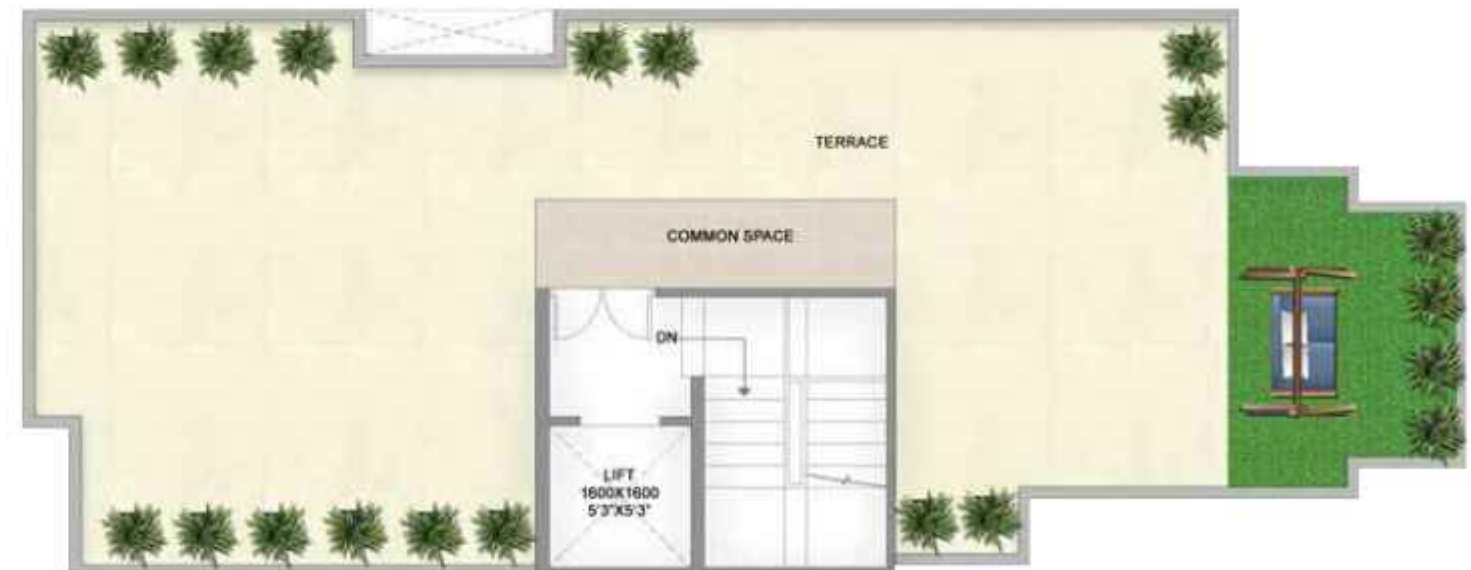 TERRACE
COMMON SPACE
DN
LIFT
1600X1600
5'3"X5'3"